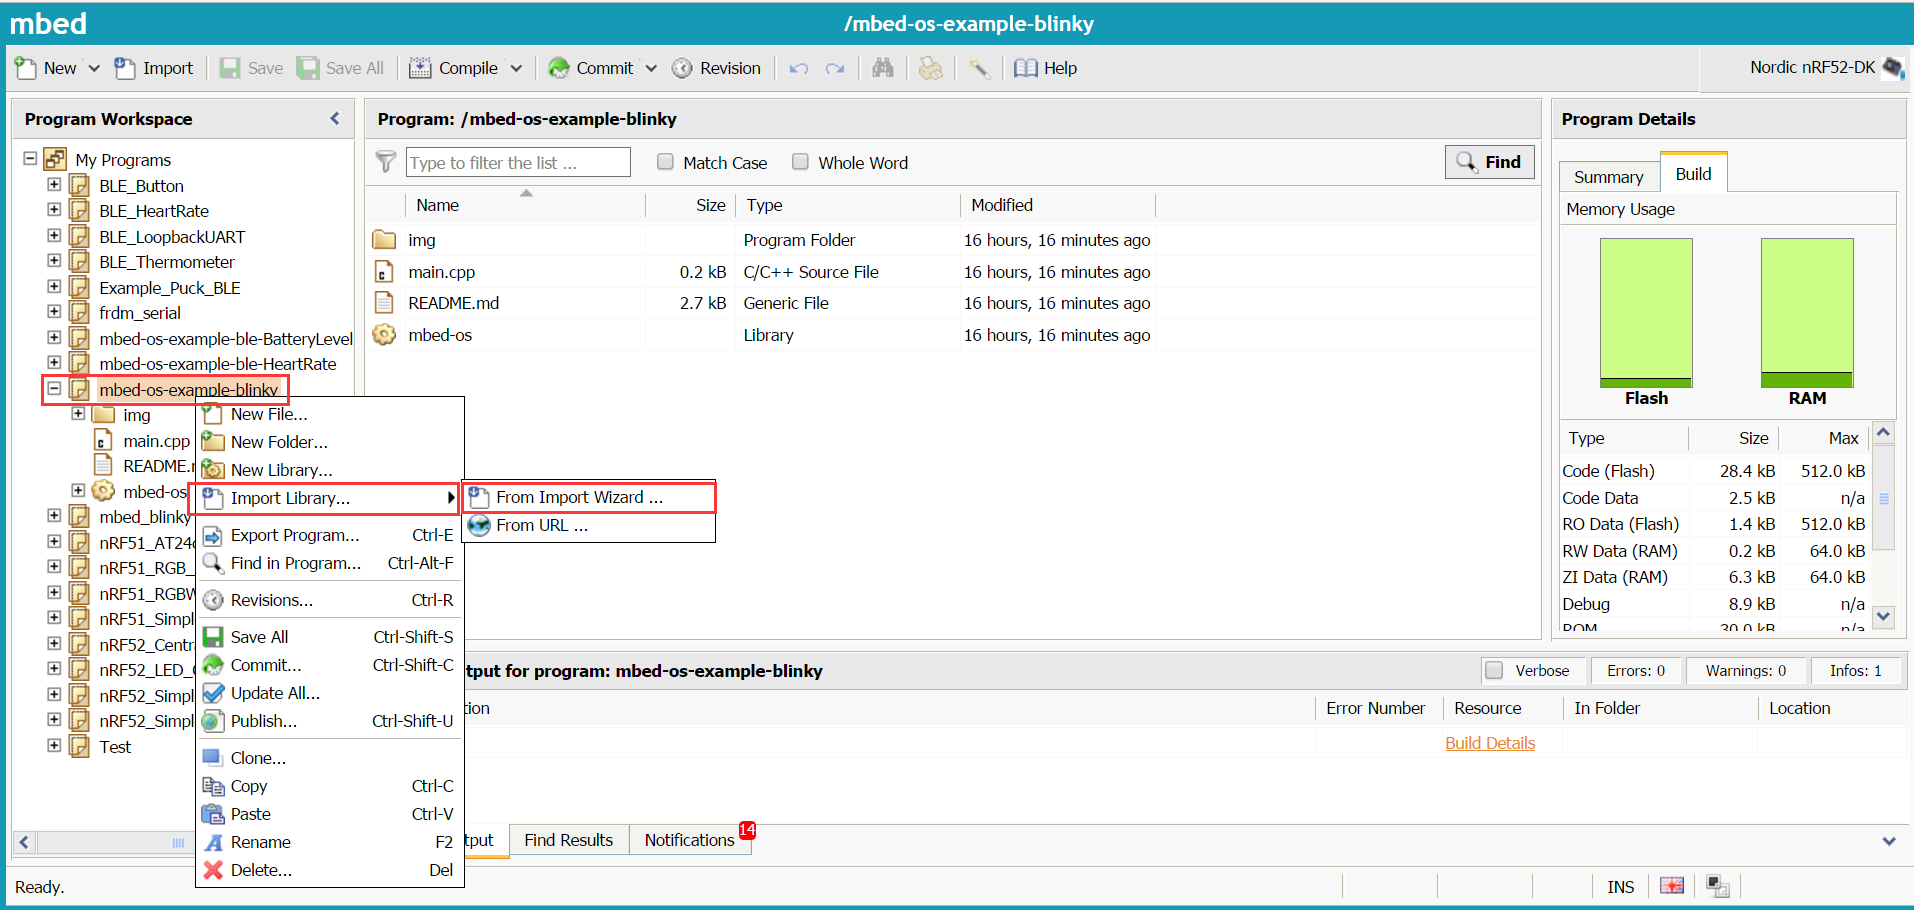 mbed
/mbed-os-example-blinky
New Import Save Save All Compile Commit Revision Help Nordic nRF52-DK
Program Workspace
My Programs
BLE_Button
BLE_HeartRate
BLE_LoopbackUART
BLE_Thermometer
Example_Puck_BLE
frdm_serial
mbed-os-example-ble-BatteryLevel
mbed-os-example-ble-HeartRate
mbed-os-example-blinky
img
main.cpp
README.
mbed-os
mbed_blinky
nRF51_AT24
nRF51_RGB_
nRF51_RGBW
nRF51_Simpl
nRF52_Centr
nRF52_LED_
nRF52_Simpl
nRF52_Simpl
Test
New File...
New Folder...
New Library...
Import Library...
Export Program... Ctrl-E
Find in Program... Ctrl-Alt-F
Revisions... Ctrl-R
Save All Ctrl-Shift-S
Commit... Ctrl-Shift-C
Update All...
Publish... Ctrl-Shift-U
Clone...
Copy Ctrl-C
Paste Ctrl-V
Rename F2
Delete... Del
From Import Wizard ...
From URL ...
Program: /mbed-os-example-blinky
Type to filter the list ... Match Case Whole Word Find
Name Size Type Modified
img Program Folder 16 hours, 16 minutes ago
main.cpp 0.2 kB C/C++ Source File 16 hours, 16 minutes ago
README.md 2.7 kB Generic File 16 hours, 16 minutes ago
mbed-os Library 16 hours, 16 minutes ago
Program Details
Summary Build
Memory Usage
Flash RAM
Type Size Max
Code (Flash) 28.4 kB 512.0 kB
Code Data 2.5 kB n/a
RO Data (Flash) 1.4 kB 512.0 kB
RW Data (RAM) 0.2 kB 64.0 kB
ZI Data (RAM) 6.3 kB 64.0 kB
Debug 8.9 kB n/a
ROM 30.0 kB n/a
tput for program: mbed-os-example-blinky Verbose Errors: 0 Warnings: 0 Infos: 1
tion Error Number Resource In Folder Location
Build Details
tput Find Results Notifications 14
Ready. INS